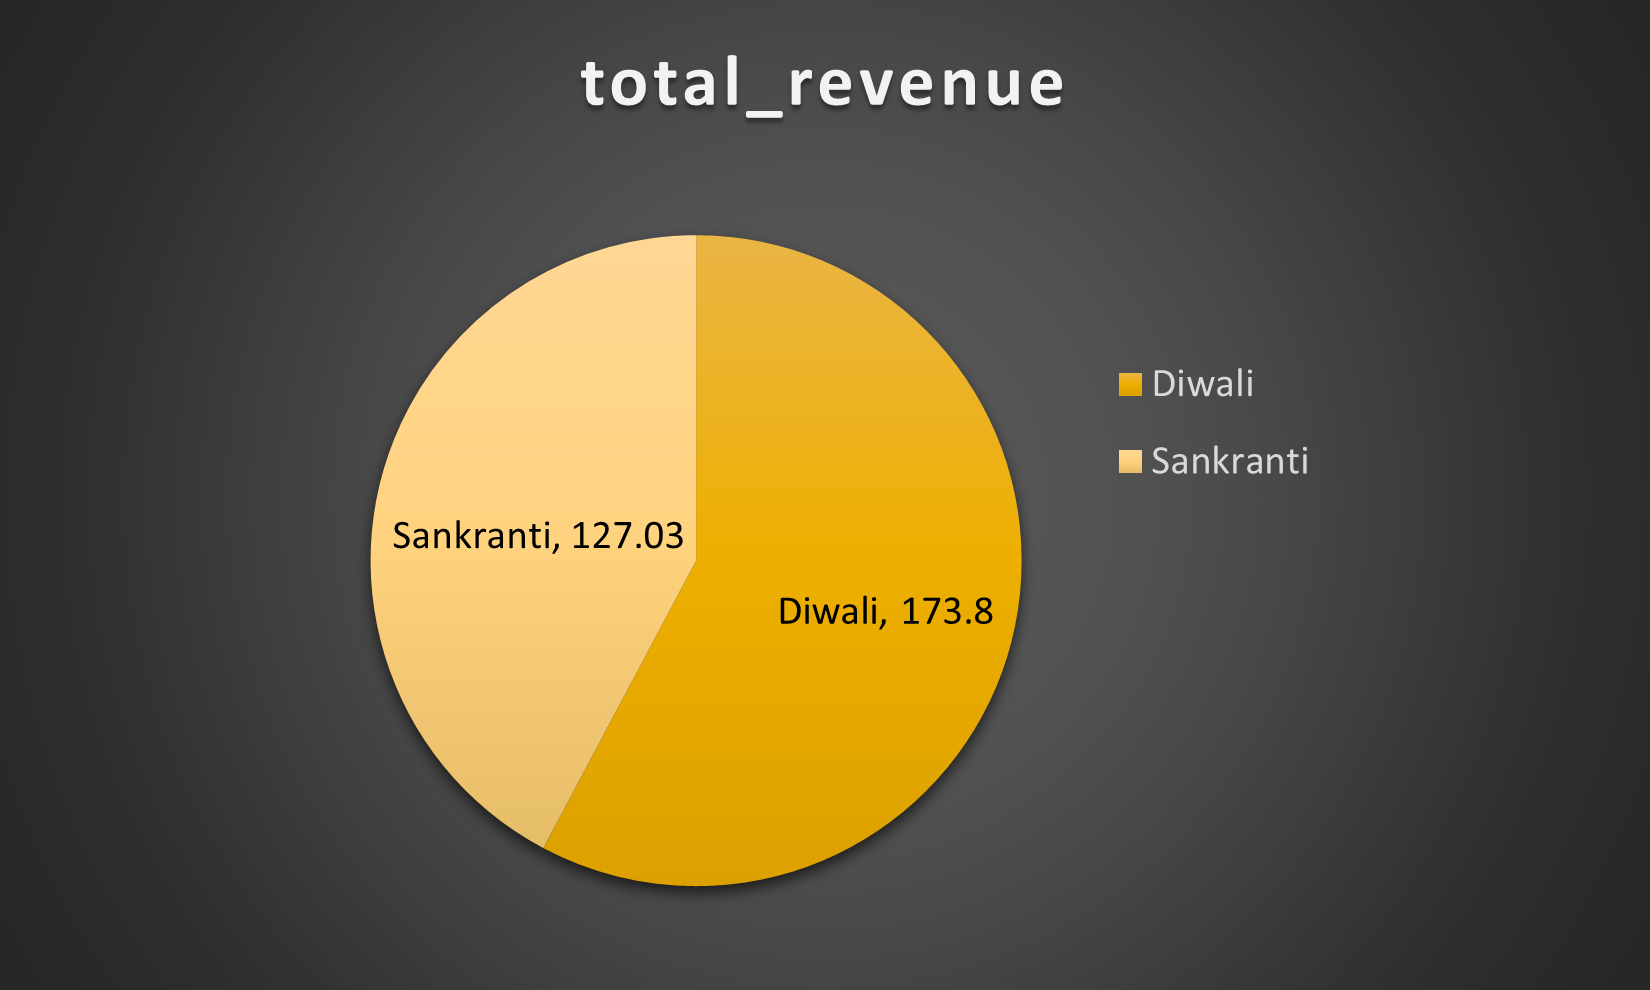 total_revenue
Diwali
Sankranti
Sankranti, 127.03
Diwali, 173.8